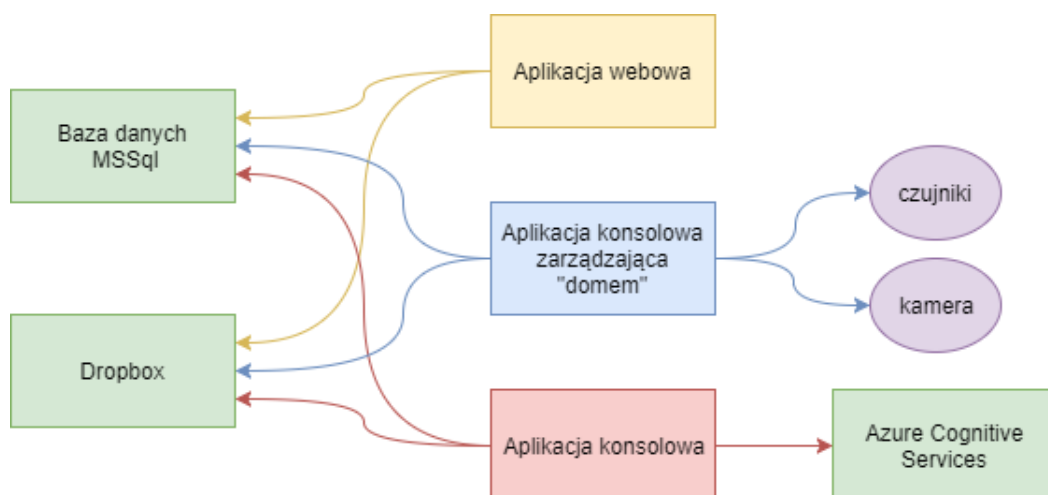 Aplikacja webowa
Baza danych
MSSql
czujniki
Aplikacja konsolowa
zarządzająca
"domem"
kamera
Dropbox
Aplikacja konsolowa
Azure Cognitive
Services